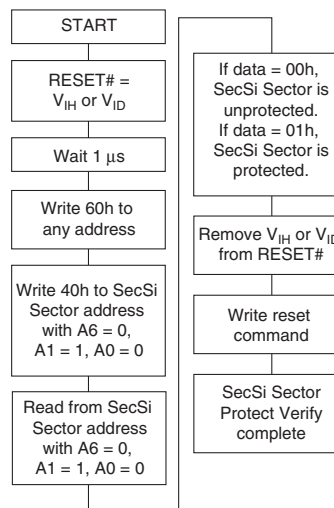 START
RESET# =
VIH or VID
Wait 1 μs
Write 60h to
any address
Write 40h to SecSi
Sector address
with A6 = 0,
A1 = 1, A0 = 0
Read from SecSi
Sector address
with A6 = 0,
A1 = 1, A0 = 0
If data = 00h,
SecSi Sector is
unprotected.
If data = 01h,
SecSi Sector is
protected.
Remove VIH or VID
from RESET#
Write reset
command
SecSi Sector
Protect Verify
complete